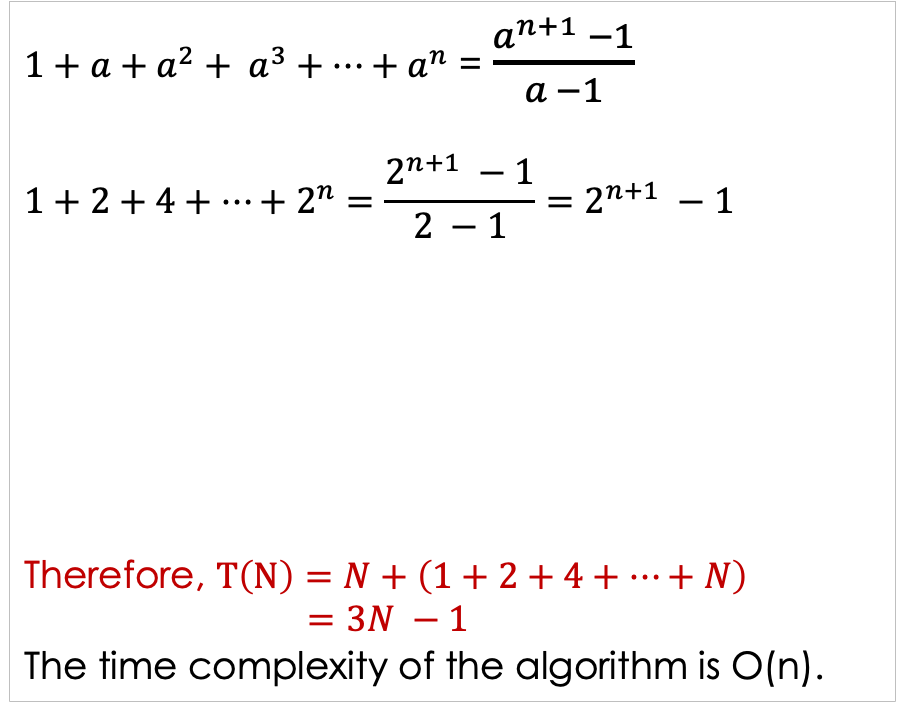 1 + a + a² + a³ + ⋯ + aⁿ = (aⁿ⁺¹ − 1)/(a − 1)
1 + 2 + 4 + ⋯ + 2ⁿ = (2ⁿ⁺¹ − 1)/(2 − 1) = 2ⁿ⁺¹ − 1
Therefore, T(N) = N + (1 + 2 + 4 + ⋯ + N)
= 3N − 1
The time complexity of the algorithm is O(n).